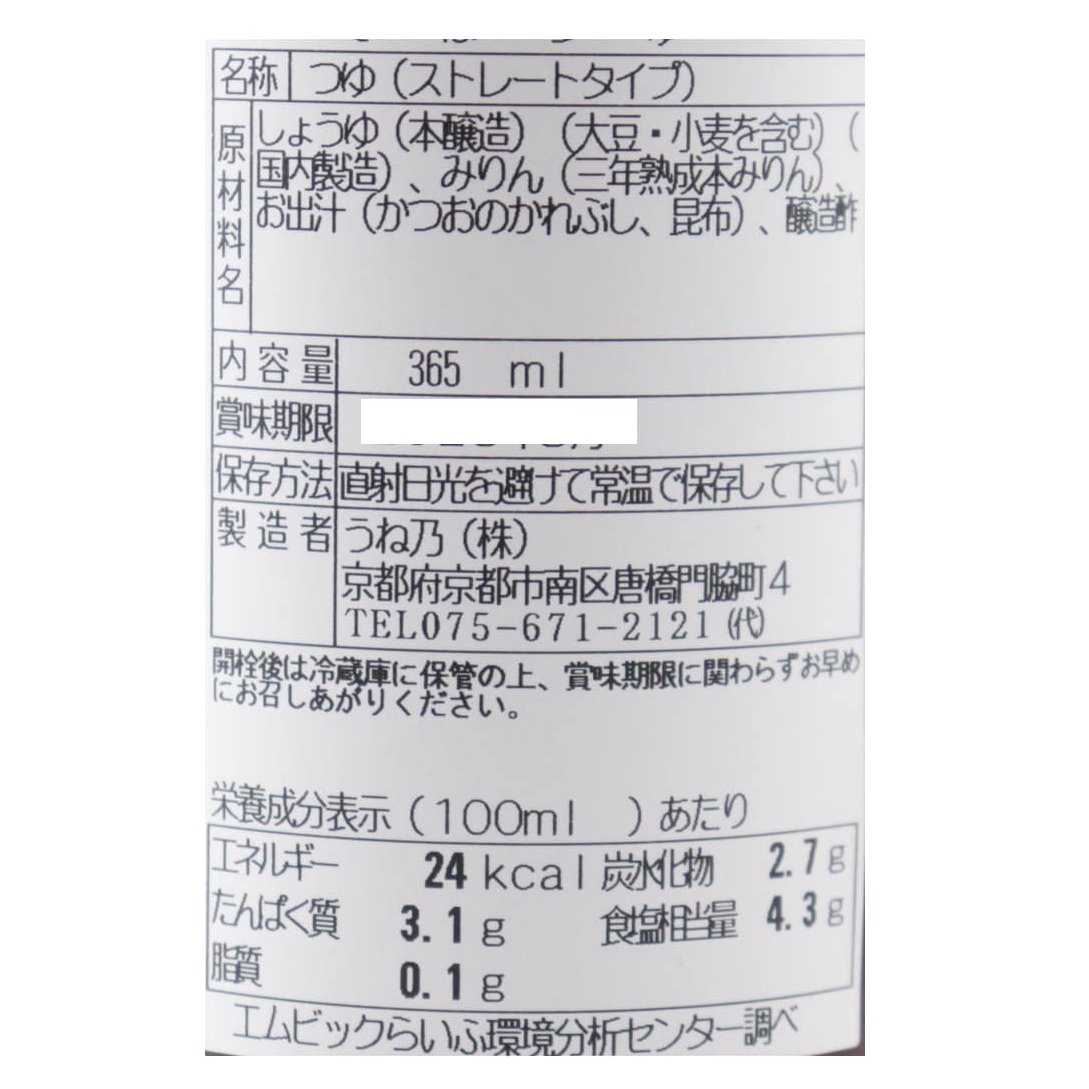 名称 つゆ（ストレートタイプ）
原材料名 しょうゆ（本醸造）（大豆・小麦を含む）（
国内製造）、みりん（三年熟成本みりん）、
お出汁（かつおのかれぶし、昆布）、醸造酢
内容量 365 ml
賞味期限
保存方法 直射日光を避けて常温で保存して下さい
製造者 うね乃（株）
京都府京都市南区唐橋門脇町4
TEL075-671-2121(代)
開栓後は冷蔵庫に保管の上、賞味期限に関わらずお早め
にお召しあがりください。
栄養成分表示（100ml ）あたり
エネルギー 24 kcal 炭水化物 2.7g
たんぱく質 3.1g 食塩相当量 4.3g
脂質 0.1g
エムビックらいふ環境分析センター調べ